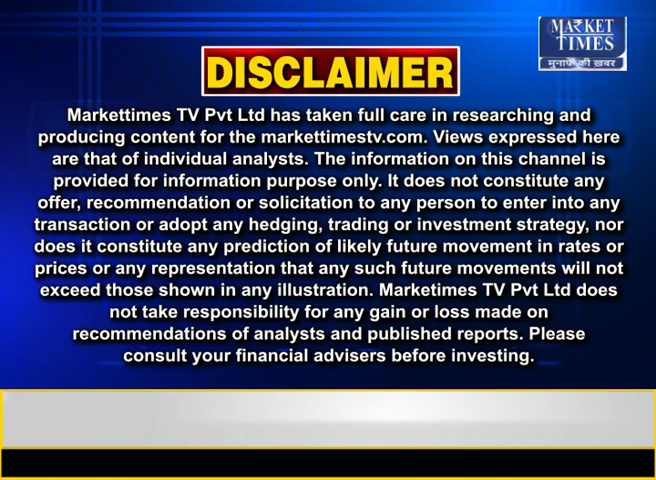 MARKET
TIMES
मुनाफे की ख़बर
DISCLAIMER
Markettimes TV Pvt Ltd has taken full care in researching and
producing content for the markettimestv.com. Views expressed here
are that of individual analysts. The information on this channel is
provided for information purpose only. It does not constitute any
offer, recommendation or solicitation to any person to enter into any
transaction or adopt any hedging, trading or investment strategy, nor
does it constitute any prediction of likely future movement in rates or
prices or any representation that any such future movements will not
exceed those shown in any illustration. Marketimes TV Pvt Ltd does
not take responsibility for any gain or loss made on
recommendations of analysts and published reports. Please
consult your financial advisers before investing.